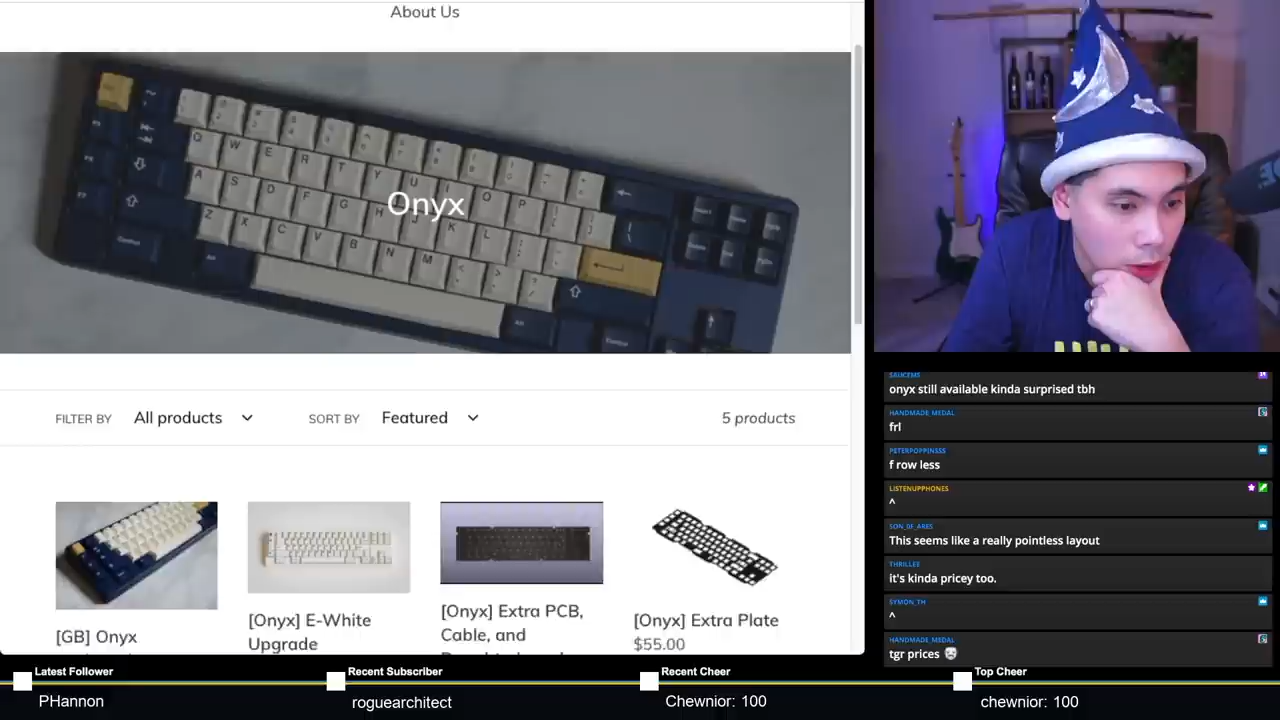 About Us
Onyx
FILTER BY All products SORT BY Featured 5 products
[GB] Onyx
[Onyx] E-White
Upgrade
[Onyx] Extra PCB,
Cable, and
[Onyx] Extra Plate
$55.00
SAUCEMS
onyx still available kinda surprised tbh
HANDMADE_MEDAL
frl
PETERPOPPINSSS
f row less
LISTENUPPHONES
^
SON_OF_ARES
This seems like a really pointless layout
THRILLEE
it's kinda pricey too.
SYMON_TH
^
HANDMADE_MEDAL
tgr prices
Latest Follower
PHannon
Recent Subscriber
roguearchitect
Recent Cheer
Chewnior: 100
Top Cheer
chewnior: 100